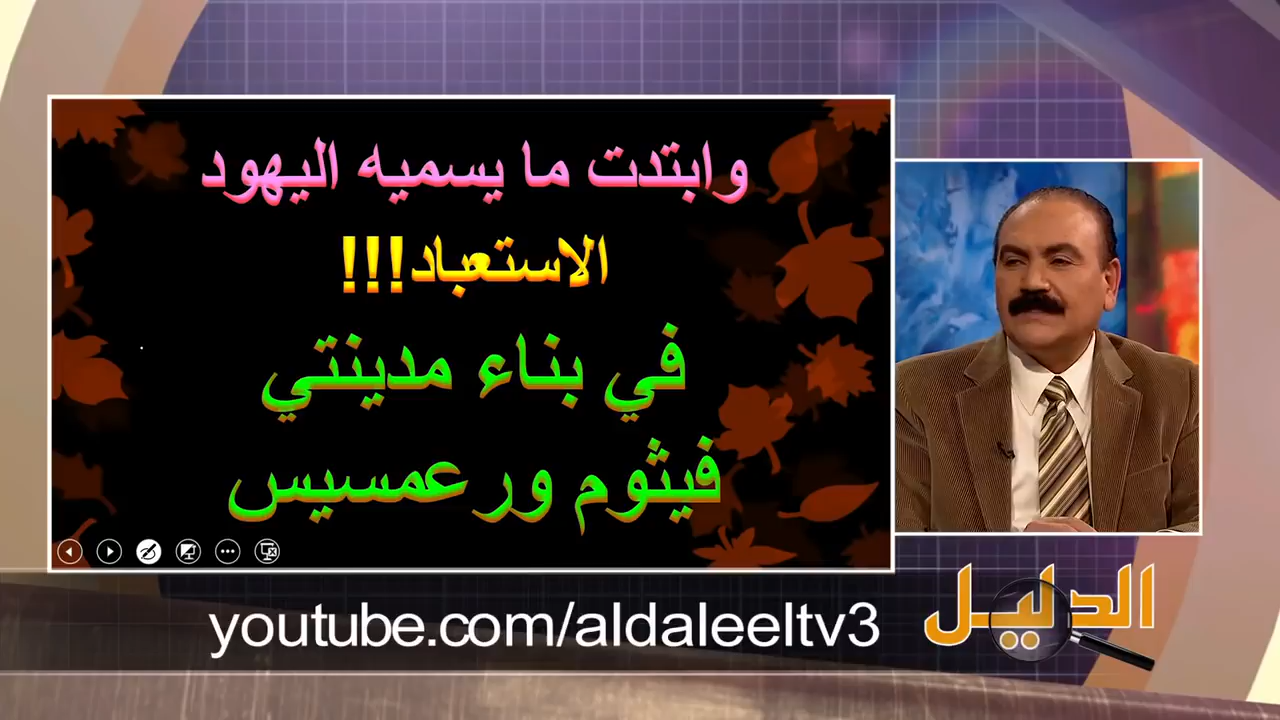 وابتدت ما يسميه اليهود
الاستعباد!!!
في بناء مدينتي
فيثوم ورعمسيس
youtube.com/aldaleeltv3
الدليل